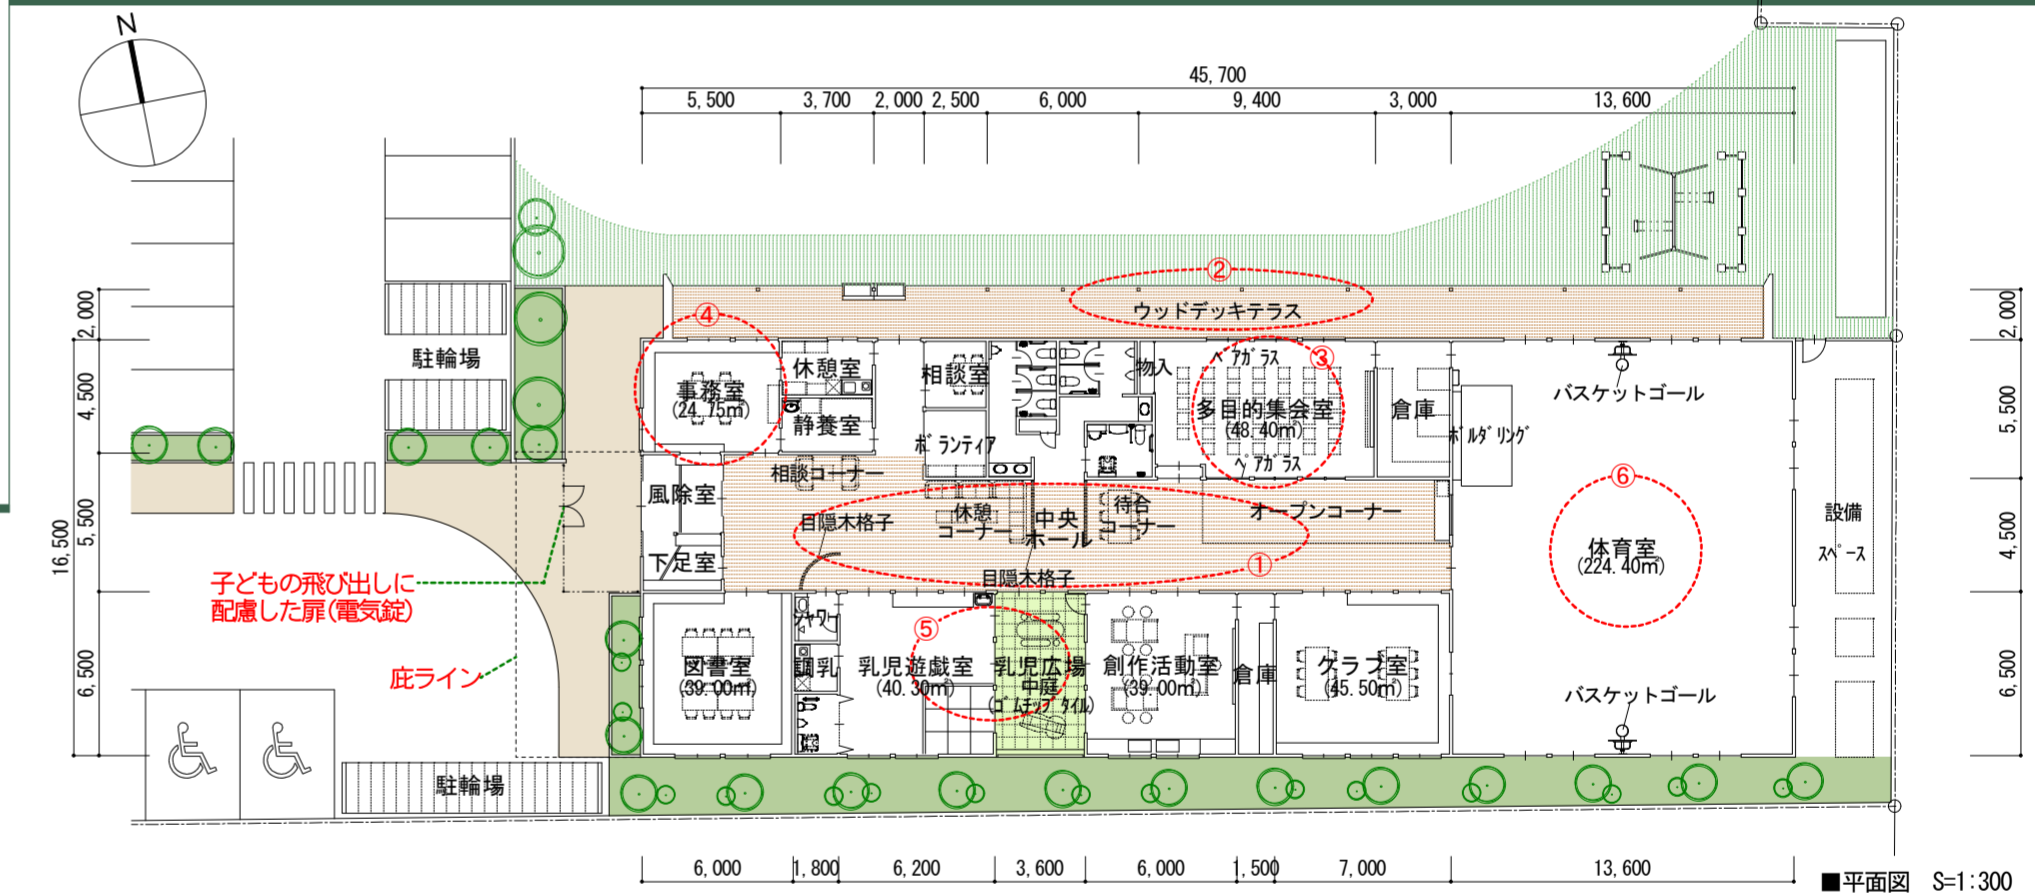 N
45,700
5,500 3,700 2,000 2,500 6,000 9,400 3,000 13,600
②
ウッドデッキテラス
④
③
2,000
2,000
駐輪場
休憩室
相談室
物入
ペアガラス
バスケットゴール
事務室
(24.75㎡)
多目的集会室
(48.40㎡)
倉庫
4,500
5,500
静養室
ボランティア
ボルダリング
ペアガラス
相談コーナー
⑥
風除室
休憩
コーナー
待合
コーナー
オープンコーナー
設備
スペース
目隠木格子
中央
ホール
16,500
5,500
4,500
体育室
(224.40㎡)
下足室
①
目隠木格子
子どもの飛び出しに
配慮した扉(電気錠)
シャワー
⑤
庇ライン
図書室
(39.00㎡)
調乳
乳児遊戯室
(40.30㎡)
乳児広場
中庭
(ゴムチップタイル)
創作活動室
(39.00㎡)
倉庫
クラブ室
(45.50㎡)
6,500
6,500
バスケットゴール
駐輪場
6,000 1,800 6,200 3,600 6,000 1,500 7,000 13,600
■平面図 S=1:300